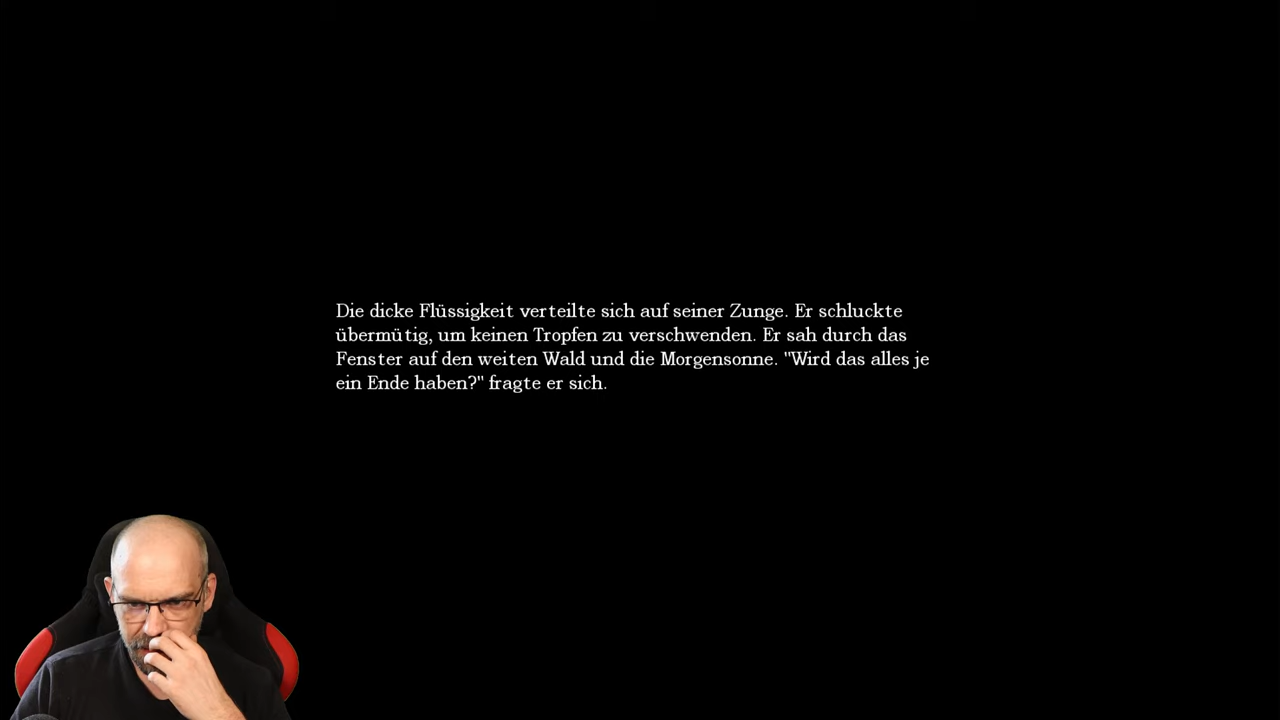 Die dicke Flüssigkeit verteilte sich auf seiner Zunge. Er schluckte
übermütig, um keinen Tropfen zu verschwenden. Er sah durch das
Fenster auf den weiten Wald und die Morgensonne. "Wird das alles je
ein Ende haben?" fragte er sich.